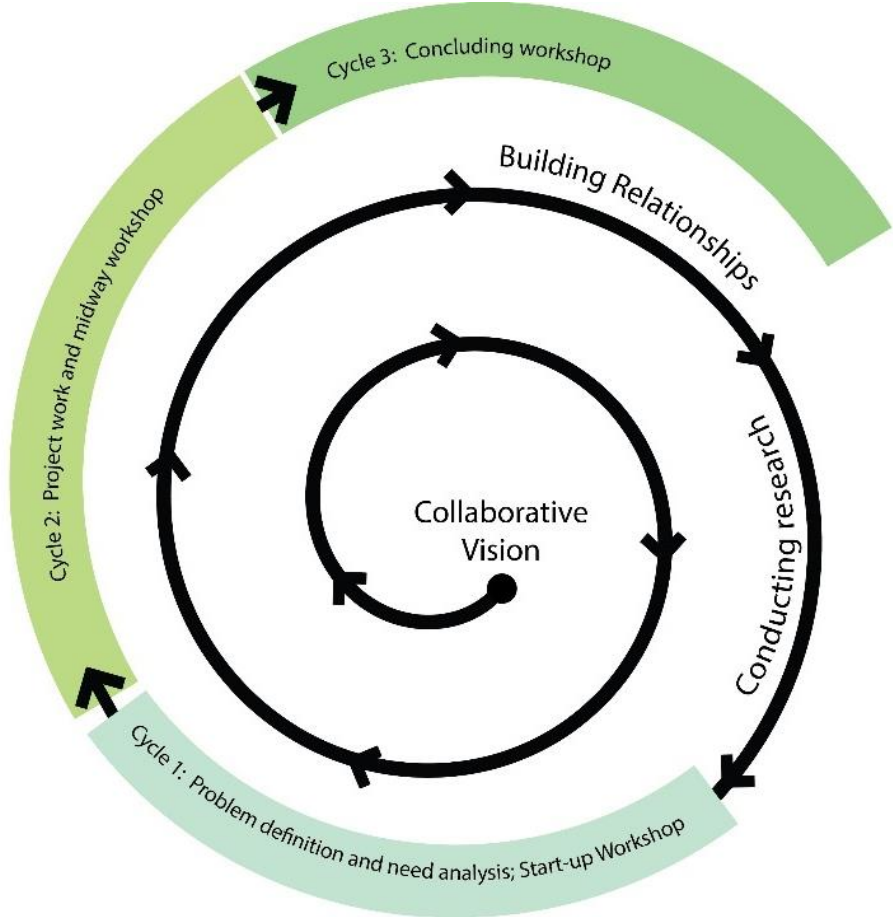 Cycle 3:  Concluding workshop
Building Relationships
Cycle 2:  Project work and midway workshop
Collaborative
Vision
Conducting research
Cycle 1:  Problem definition and need analysis; Start-up Workshop